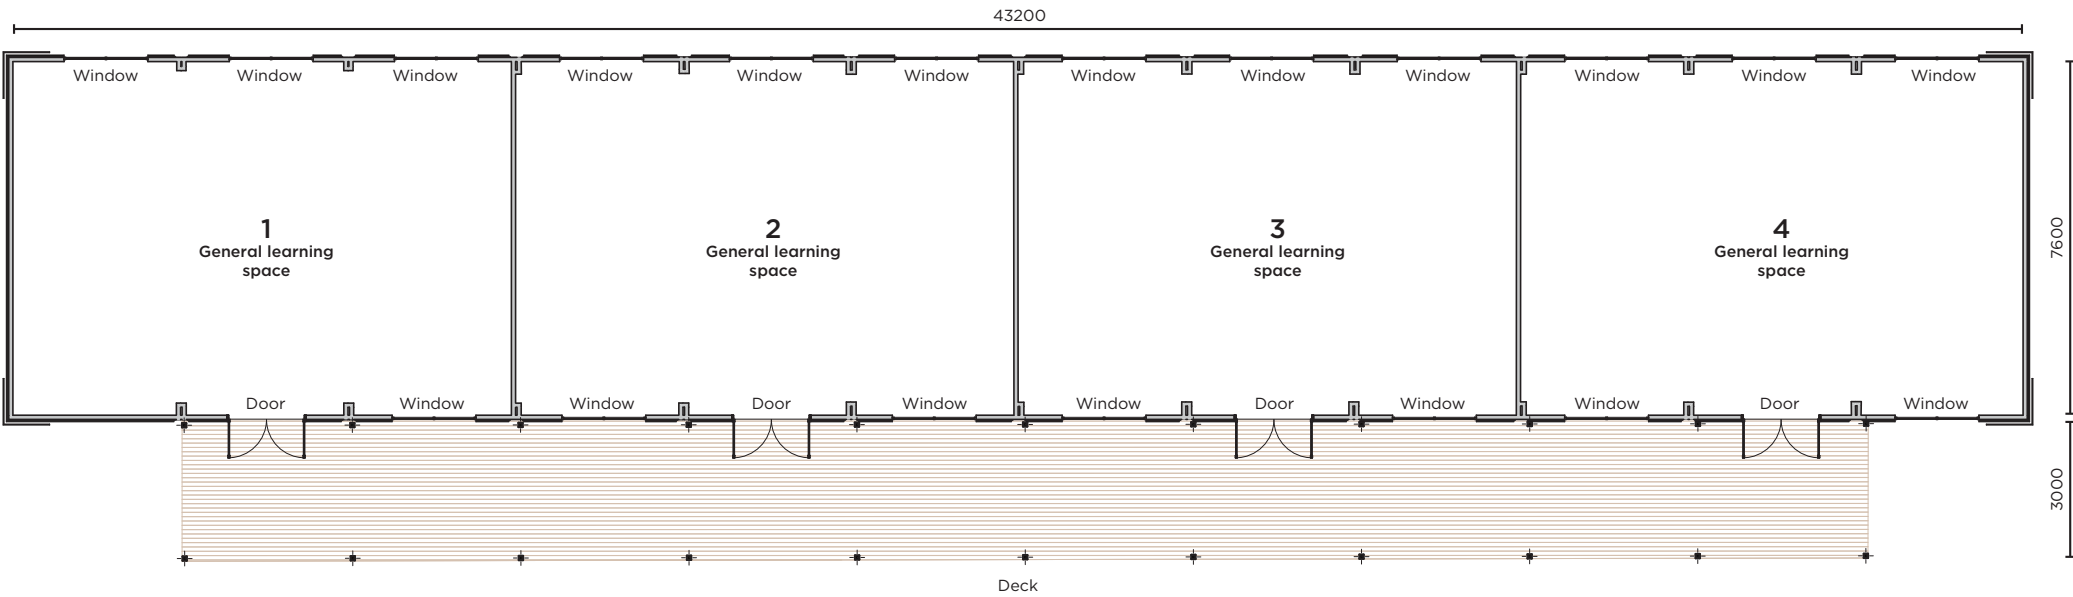 43200
Window Window Window Window Window Window Window Window Window Window Window Window
1
General learning
space
2
General learning
space
3
General learning
space
4
General learning
space
7600
Door Window Window Door Window Window Door Window Window Door Window
3000
Deck